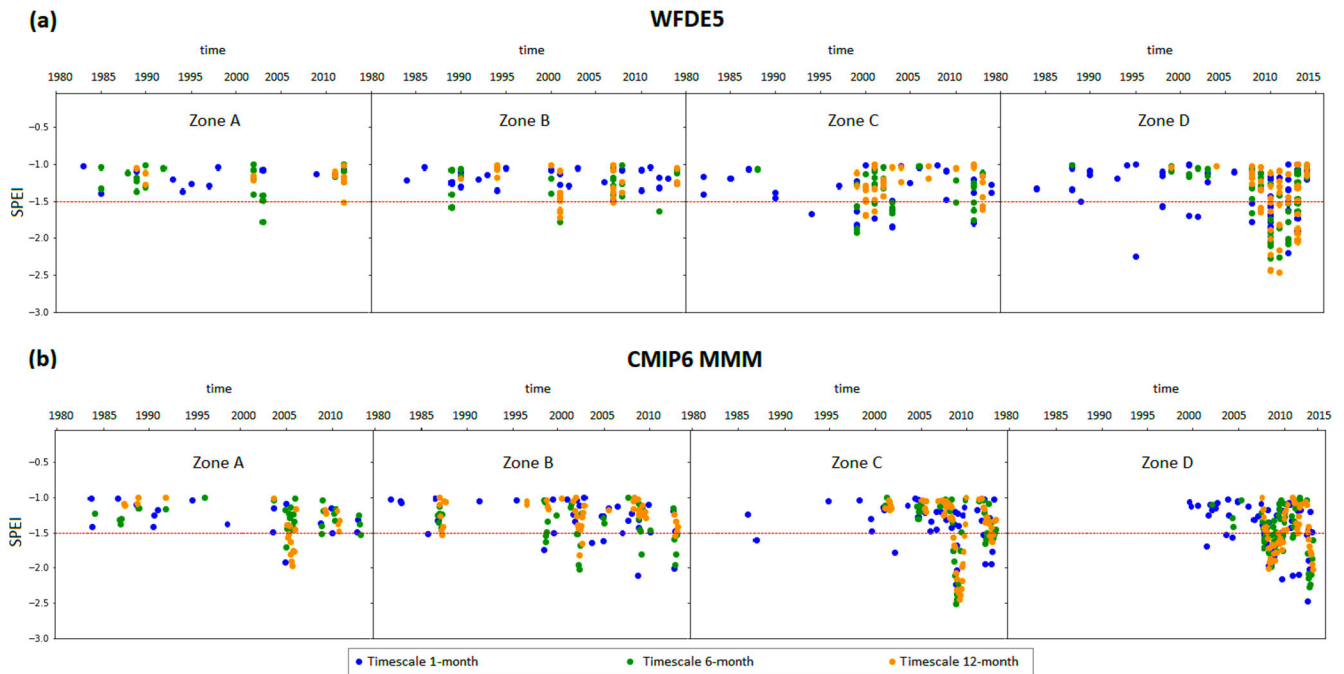 (a) WFDE5
time time time time
1980 1985 1990 1995 2000 2005 2010 1980 1985 1990 1995 2000 2005 2010 1980 1985 1990 1995 2000 2005 2010 1980 1985 1990 1995 2000 2005 2010 2015
Zone A Zone B Zone C Zone D
−0.5
−1.0
−1.5
−2.0
−2.5
−3.0
SPEI
(b) CMIP6 MMM
time time time time
1980 1985 1990 1995 2000 2005 2010 1980 1985 1990 1995 2000 2005 2010 1980 1985 1990 1995 2000 2005 2010 1980 1985 1990 1995 2000 2005 2010 2015
Zone A Zone B Zone C Zone D
−0.5
−1.0
−1.5
−2.0
−2.5
−3.0
SPEI
Timescale 1-month Timescale 6-month Timescale 12-month